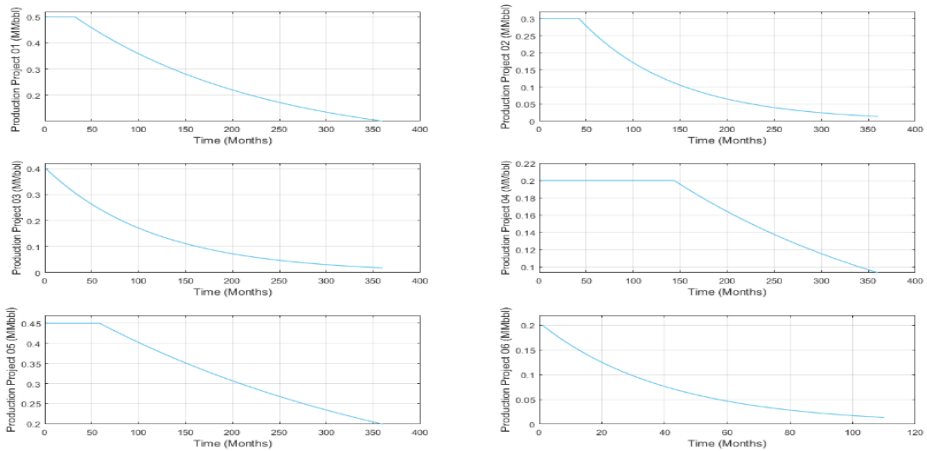 Production Project 01 (MMbbl)
0.5
0.4
0.3
0.2
0 50 100 150 200 250 300 350 400
Time (Months)
Production Project 02 (MMbbl)
0.3
0.25
0.2
0.15
0.1
0.05
0
0 50 100 150 200 250 300 350 400
Time (Months)
Production Project 03 (MMbbl)
0.4
0.3
0.2
0.1
0
0 50 100 150 200 250 300 350 400
Time (Months)
Production Project 04 (MMbbl)
0.22
0.2
0.18
0.16
0.14
0.12
0.1
0 50 100 150 200 250 300 350 400
Time (Months)
Production Project 05 (MMbbl)
0.45
0.4
0.35
0.3
0.25
0.2
0 50 100 150 200 250 300 350 400
Time (Months)
Production Project 06 (MMbbl)
0.2
0.15
0.1
0.05
0
0 20 40 60 80 100 120
Time (Months)